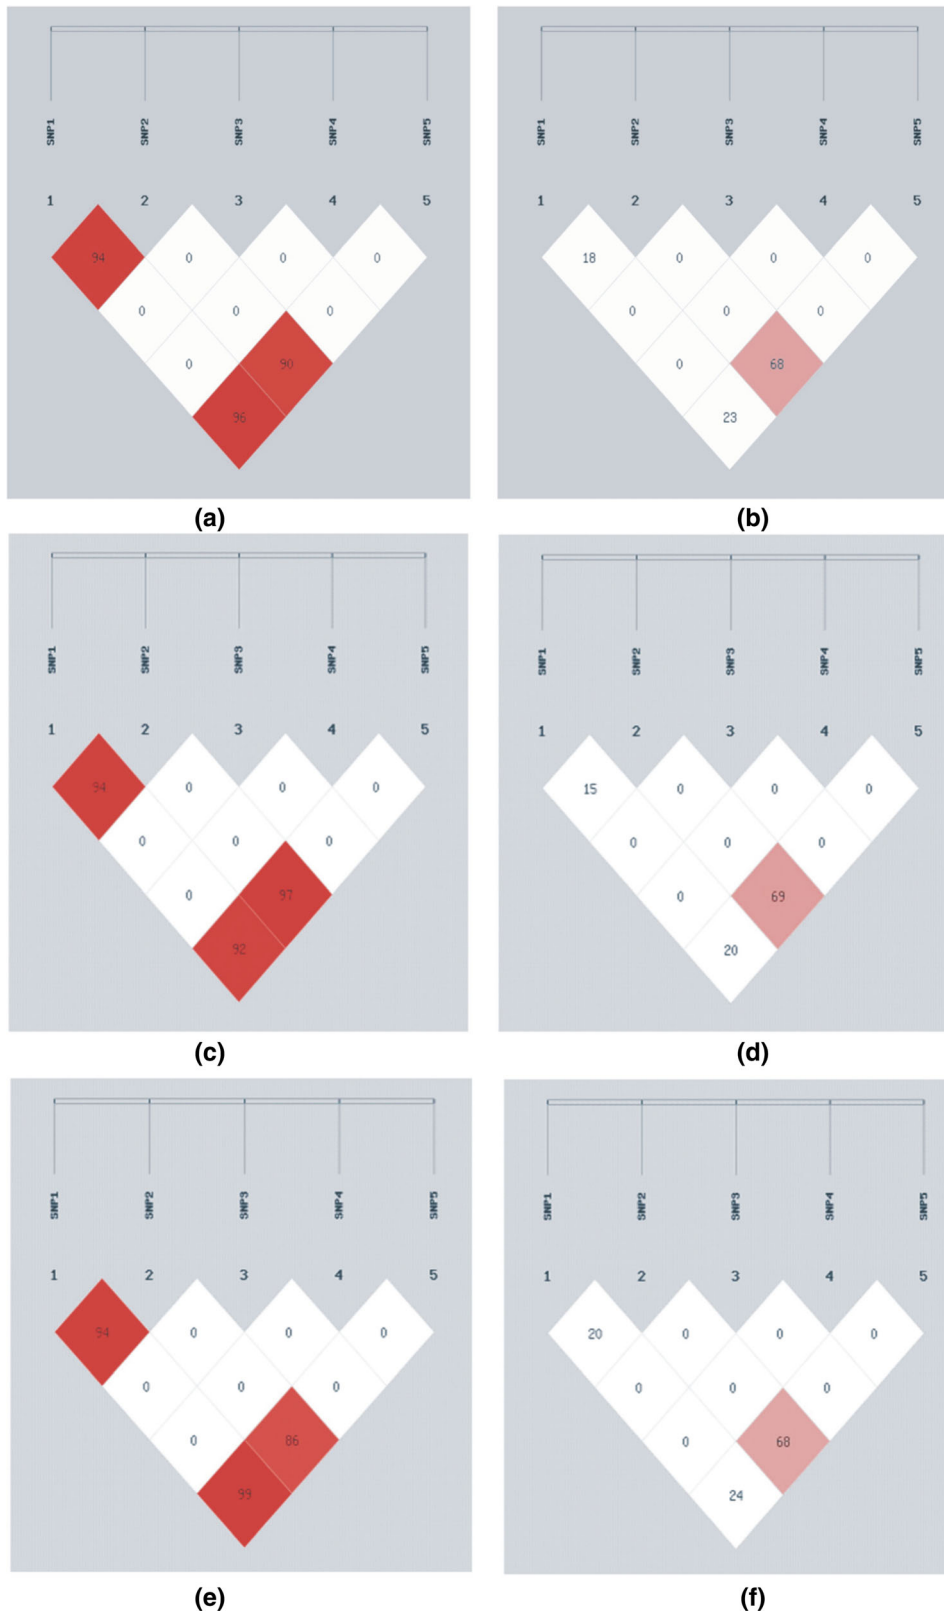 SNP1 SNP2 SNP3 SNP4 SNP5
1 2 3 4 5
94 0 0 0
0 0 0
0 90
96
(a)
SNP1 SNP2 SNP3 SNP4 SNP5
1 2 3 4 5
18 0 0 0
0 0 0
0 68
23
(b)
SNP1 SNP2 SNP3 SNP4 SNP5
1 2 3 4 5
94 0 0 0
0 0 0
0 97
92
(c)
SNP1 SNP2 SNP3 SNP4 SNP5
1 2 3 4 5
15 0 0 0
0 0 0
0 69
20
(d)
SNP1 SNP2 SNP3 SNP4 SNP5
1 2 3 4 5
94 0 0 0
0 0 0
0 86
99
(e)
SNP1 SNP2 SNP3 SNP4 SNP5
1 2 3 4 5
20 0 0 0
0 0 0
0 68
24
(f)